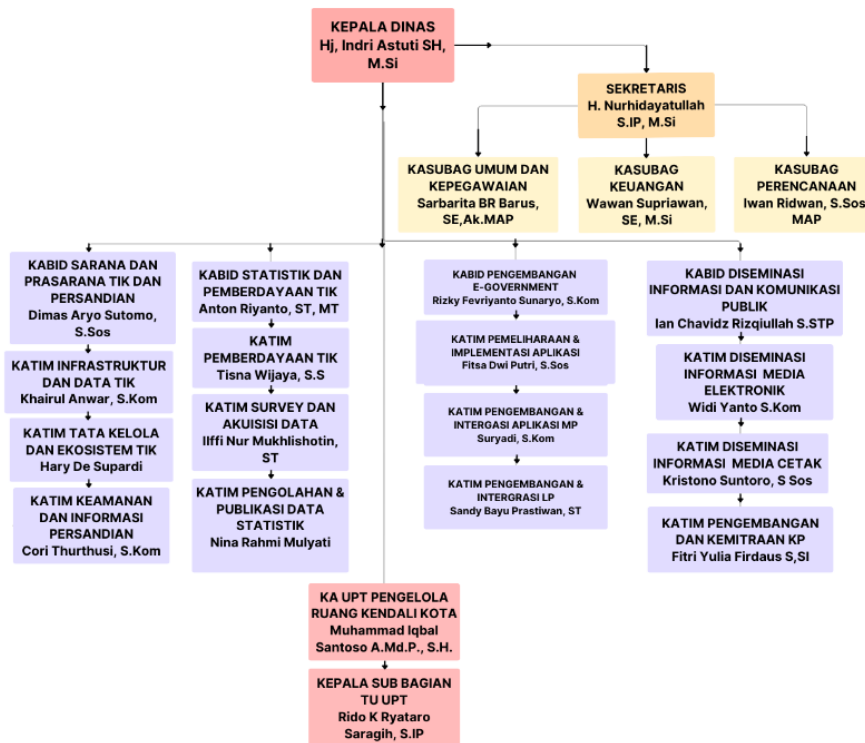 KEPALA DINAS
Hj, Indri Astuti SH,
M.Si
SEKRETARIS
H. Nurhidayatullah
S.IP, M.Si
KASUBAG UMUM DAN
KEPEGAWAIAN
Sarbarita BR Barus,
SE,Ak.MAP
KASUBAG
KEUANGAN
Wawan Supriawan,
SE, M.Si
KASUBAG
PERENCANAAN
Iwan Ridwan, S.Sos
MAP
KABID SARANA DAN
PRASARANA TIK DAN
PERSANDIAN
Dimas Aryo Sutomo,
S.Sos
KATIM INFRASTRUKTUR
DAN DATA TIK
Khairul Anwar, S.Kom
KATIM TATA KELOLA
DAN EKOSISTEM TIK
Hary De Supardi
KATIM KEAMANAN
DAN INFORMASI
PERSANDIAN
Cori Thurthusi, S.Kom
KABID STATISTIK DAN
PEMBERDAYAAN TIK
Anton Riyanto, ST, MT
KATIM
PEMBERDAYAAN TIK
Tisna Wijaya, S.S
KATIM SURVEY DAN
AKUISISI DATA
Ilffi Nur Mukhlishotin,
ST
KATIM PENGOLAHAN &
PUBLIKASI DATA
STATISTIK
Nina Rahmi Mulyati
KABID PENGEMBANGAN
E-GOVERNMENT
Rizky Fevriyanto Sunaryo, S.Kom
KATIM PEMELIHARAAN &
IMPLEMENTASI APLIKASI
Fitsa Dwi Putri, S.Sos
KATIM PENGEMBANGAN &
INTERGASI APLIKASI MP
Suryadi, S.Kom
KATIM PENGEMBANGAN &
INTERGRASI LP
Sandy Bayu Prastiwan, ST
KABID DISEMINASI
INFORMASI DAN KOMUNIKASI
PUBLIK
Ian Chavidz Rizqiullah S.STP
KATIM DISEMINASI
INFORMASI MEDIA
ELEKTRONIK
Widi Yanto S.Kom
KATIM DISEMINASI
INFORMASI MEDIA CETAK
Kristono Suntoro, S Sos
KATIM PENGEMBANGAN
DAN KEMITRAAN KP
Fitri Yulia Firdaus S,SI
KA UPT PENGELOLA
RUANG KENDALI KOTA
Muhammad Iqbal
Santoso A.Md.P., S.H.
KEPALA SUB BAGIAN
TU UPT
Rido K Ryataro
Saragih, S.IP